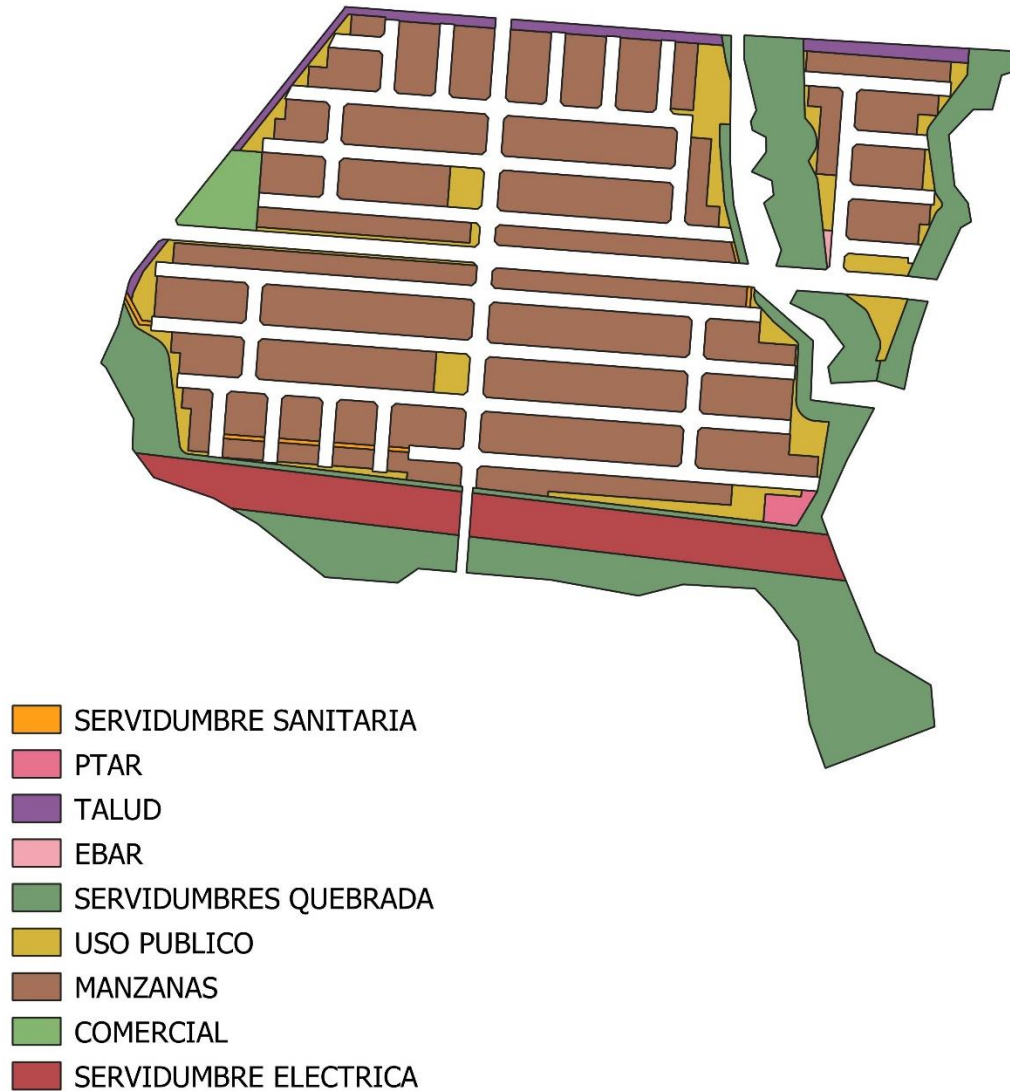 SERVIDUMBRE SANITARIA
PTAR
TALUD
EBAR
SERVIDUMBRES QUEBRADA
USO PUBLICO
MANZANAS
COMERCIAL
SERVIDUMBRE ELECTRICA